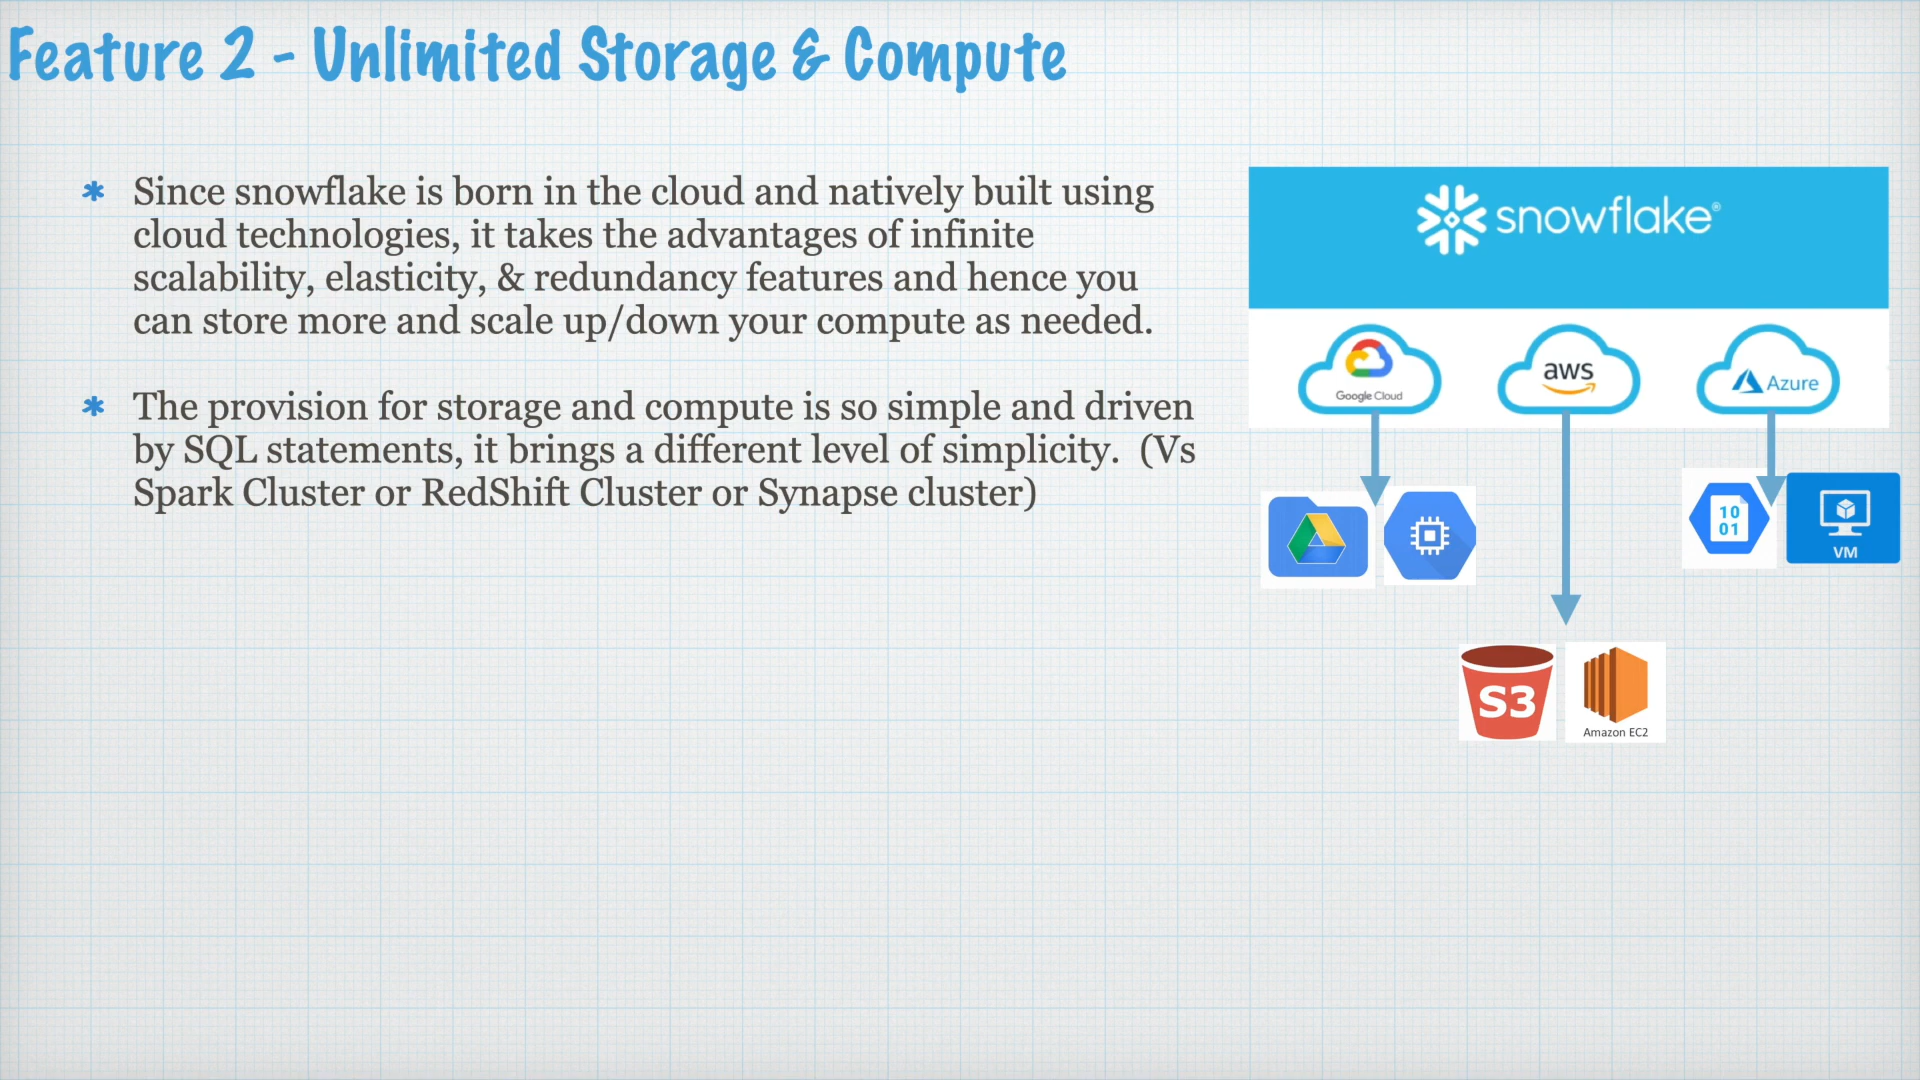 Feature 2 - Unlimited Storage & Compute
Since snowflake is born in the cloud and natively built using
cloud technologies, it takes the advantages of infinite
scalability, elasticity, & redundancy features and hence you
can store more and scale up/down your compute as needed.
The provision for storage and compute is so simple and driven
by SQL statements, it brings a different level of simplicity.  (Vs
Spark Cluster or RedShift Cluster or Synapse cluster)
snowflake®
Google Cloud
aws
Azure
10
01
VM
S3
Amazon EC2